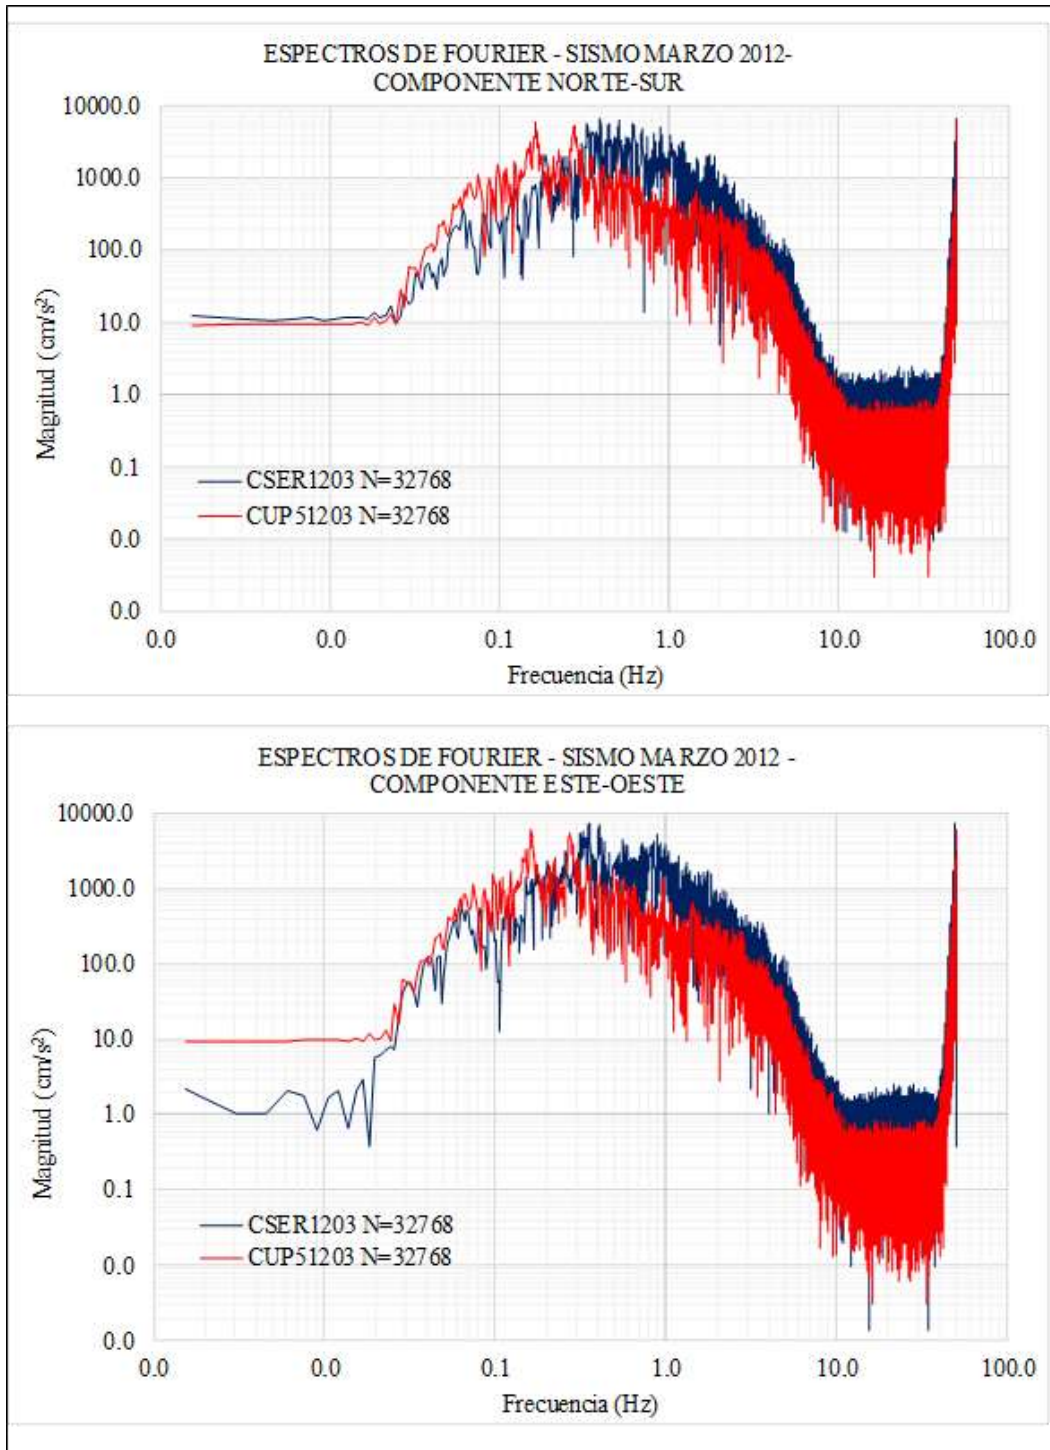 ESPECTROS DE FOURIER - SISMO MARZO 2012-
COMPONENTE NORTE-SUR
10000.0
1000.0
100.0
10.0
1.0
0.1
0.0
0.0
Magnitud (cm/s²)
CSER1203 N=32768
CUP51203 N=32768
0.0 0.0 0.1 1.0 10.0 100.0
Frecuencia (Hz)
ESPECTROS DE FOURIER - SISMO MARZO 2012 -
COMPONENTE ESTE-OESTE
10000.0
1000.0
100.0
10.0
1.0
0.1
0.0
0.0
Magnitud (cm/s²)
CSER1203 N=32768
CUP51203 N=32768
0.0 0.0 0.1 1.0 10.0 100.0
Frecuencia (Hz)